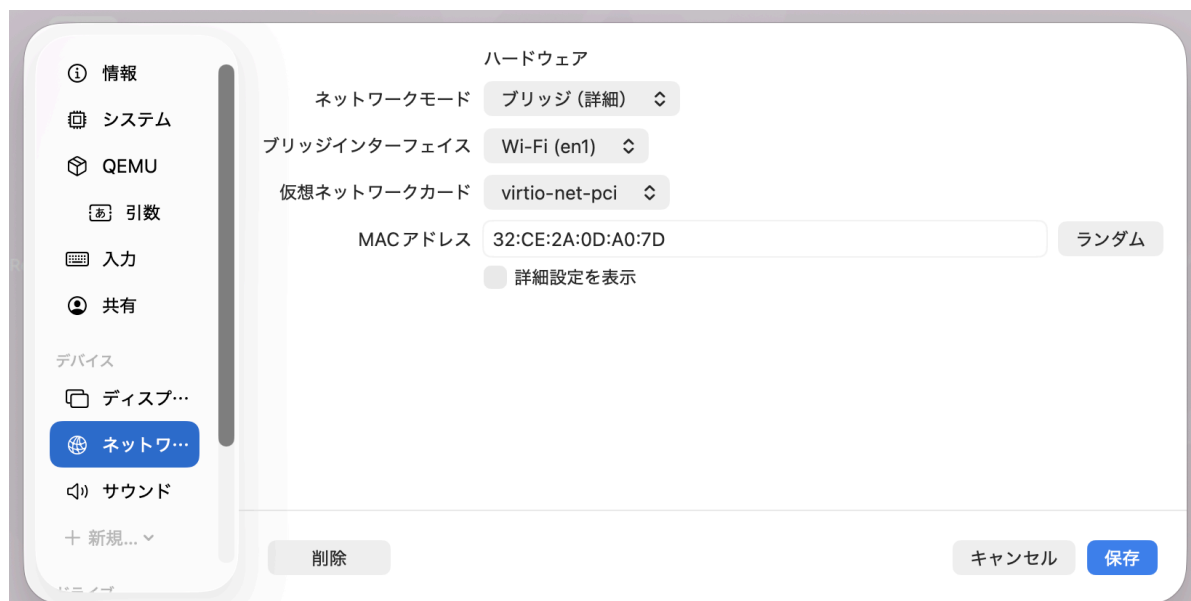 情報
システム
QEMU
あ 引数
入力
共有
デバイス
ディスプ…
ネットワ…
サウンド
+ 新規...
ハードウェア
ネットワークモード ブリッジ（詳細）
ブリッジインターフェイス Wi-Fi (en1)
仮想ネットワークカード virtio-net-pci
MACアドレス 32:CE:2A:0D:A0:7D ランダム
詳細設定を表示
削除 キャンセル 保存